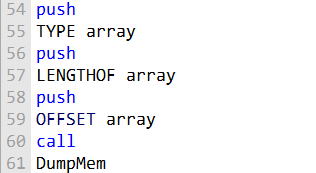 54 push
55 TYPE array
56 push
57 LENGTHOF array
58 push
59 OFFSET array
60 call
61 DumpMem